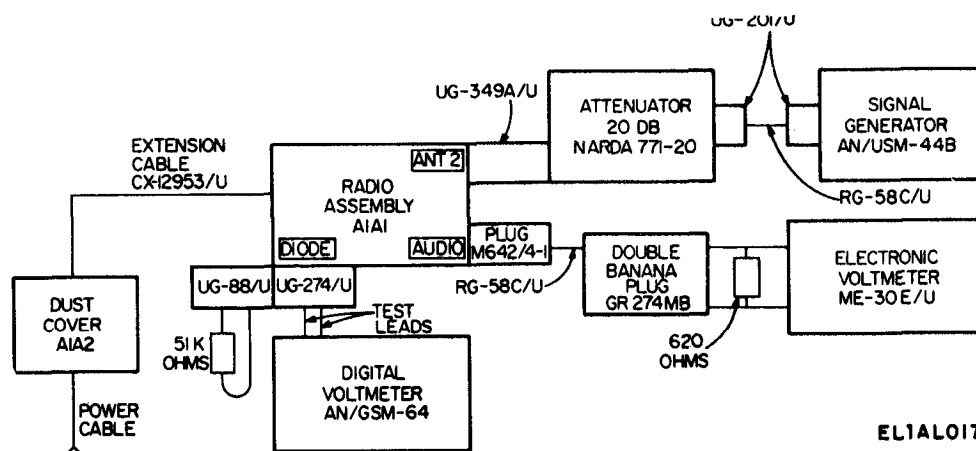 UG-201/U
UG-349A/U
ATTENUATOR
20 DB
NARDA 771-20
SIGNAL
GENERATOR
AN/USM-44B
EXTENSION
CABLE
CX-12953/U
ANT 2
RADIO
ASSEMBLY
A1A1
RG-58C/U
DIODE
AUDIO
PLUG
M642/4-1
DOUBLE
BANANA
PLUG
GR 274MB
ELECTRONIC
VOLTMETER
ME-30E/U
UG-88/U
UG-274/U
RG-58C/U
DUST
COVER
A1A2
TEST
LEADS
51K
OHMS
620
OHMS
DIGITAL
VOLTMETER
AN/GSM-64
POWER
CABLE
EL1AL017